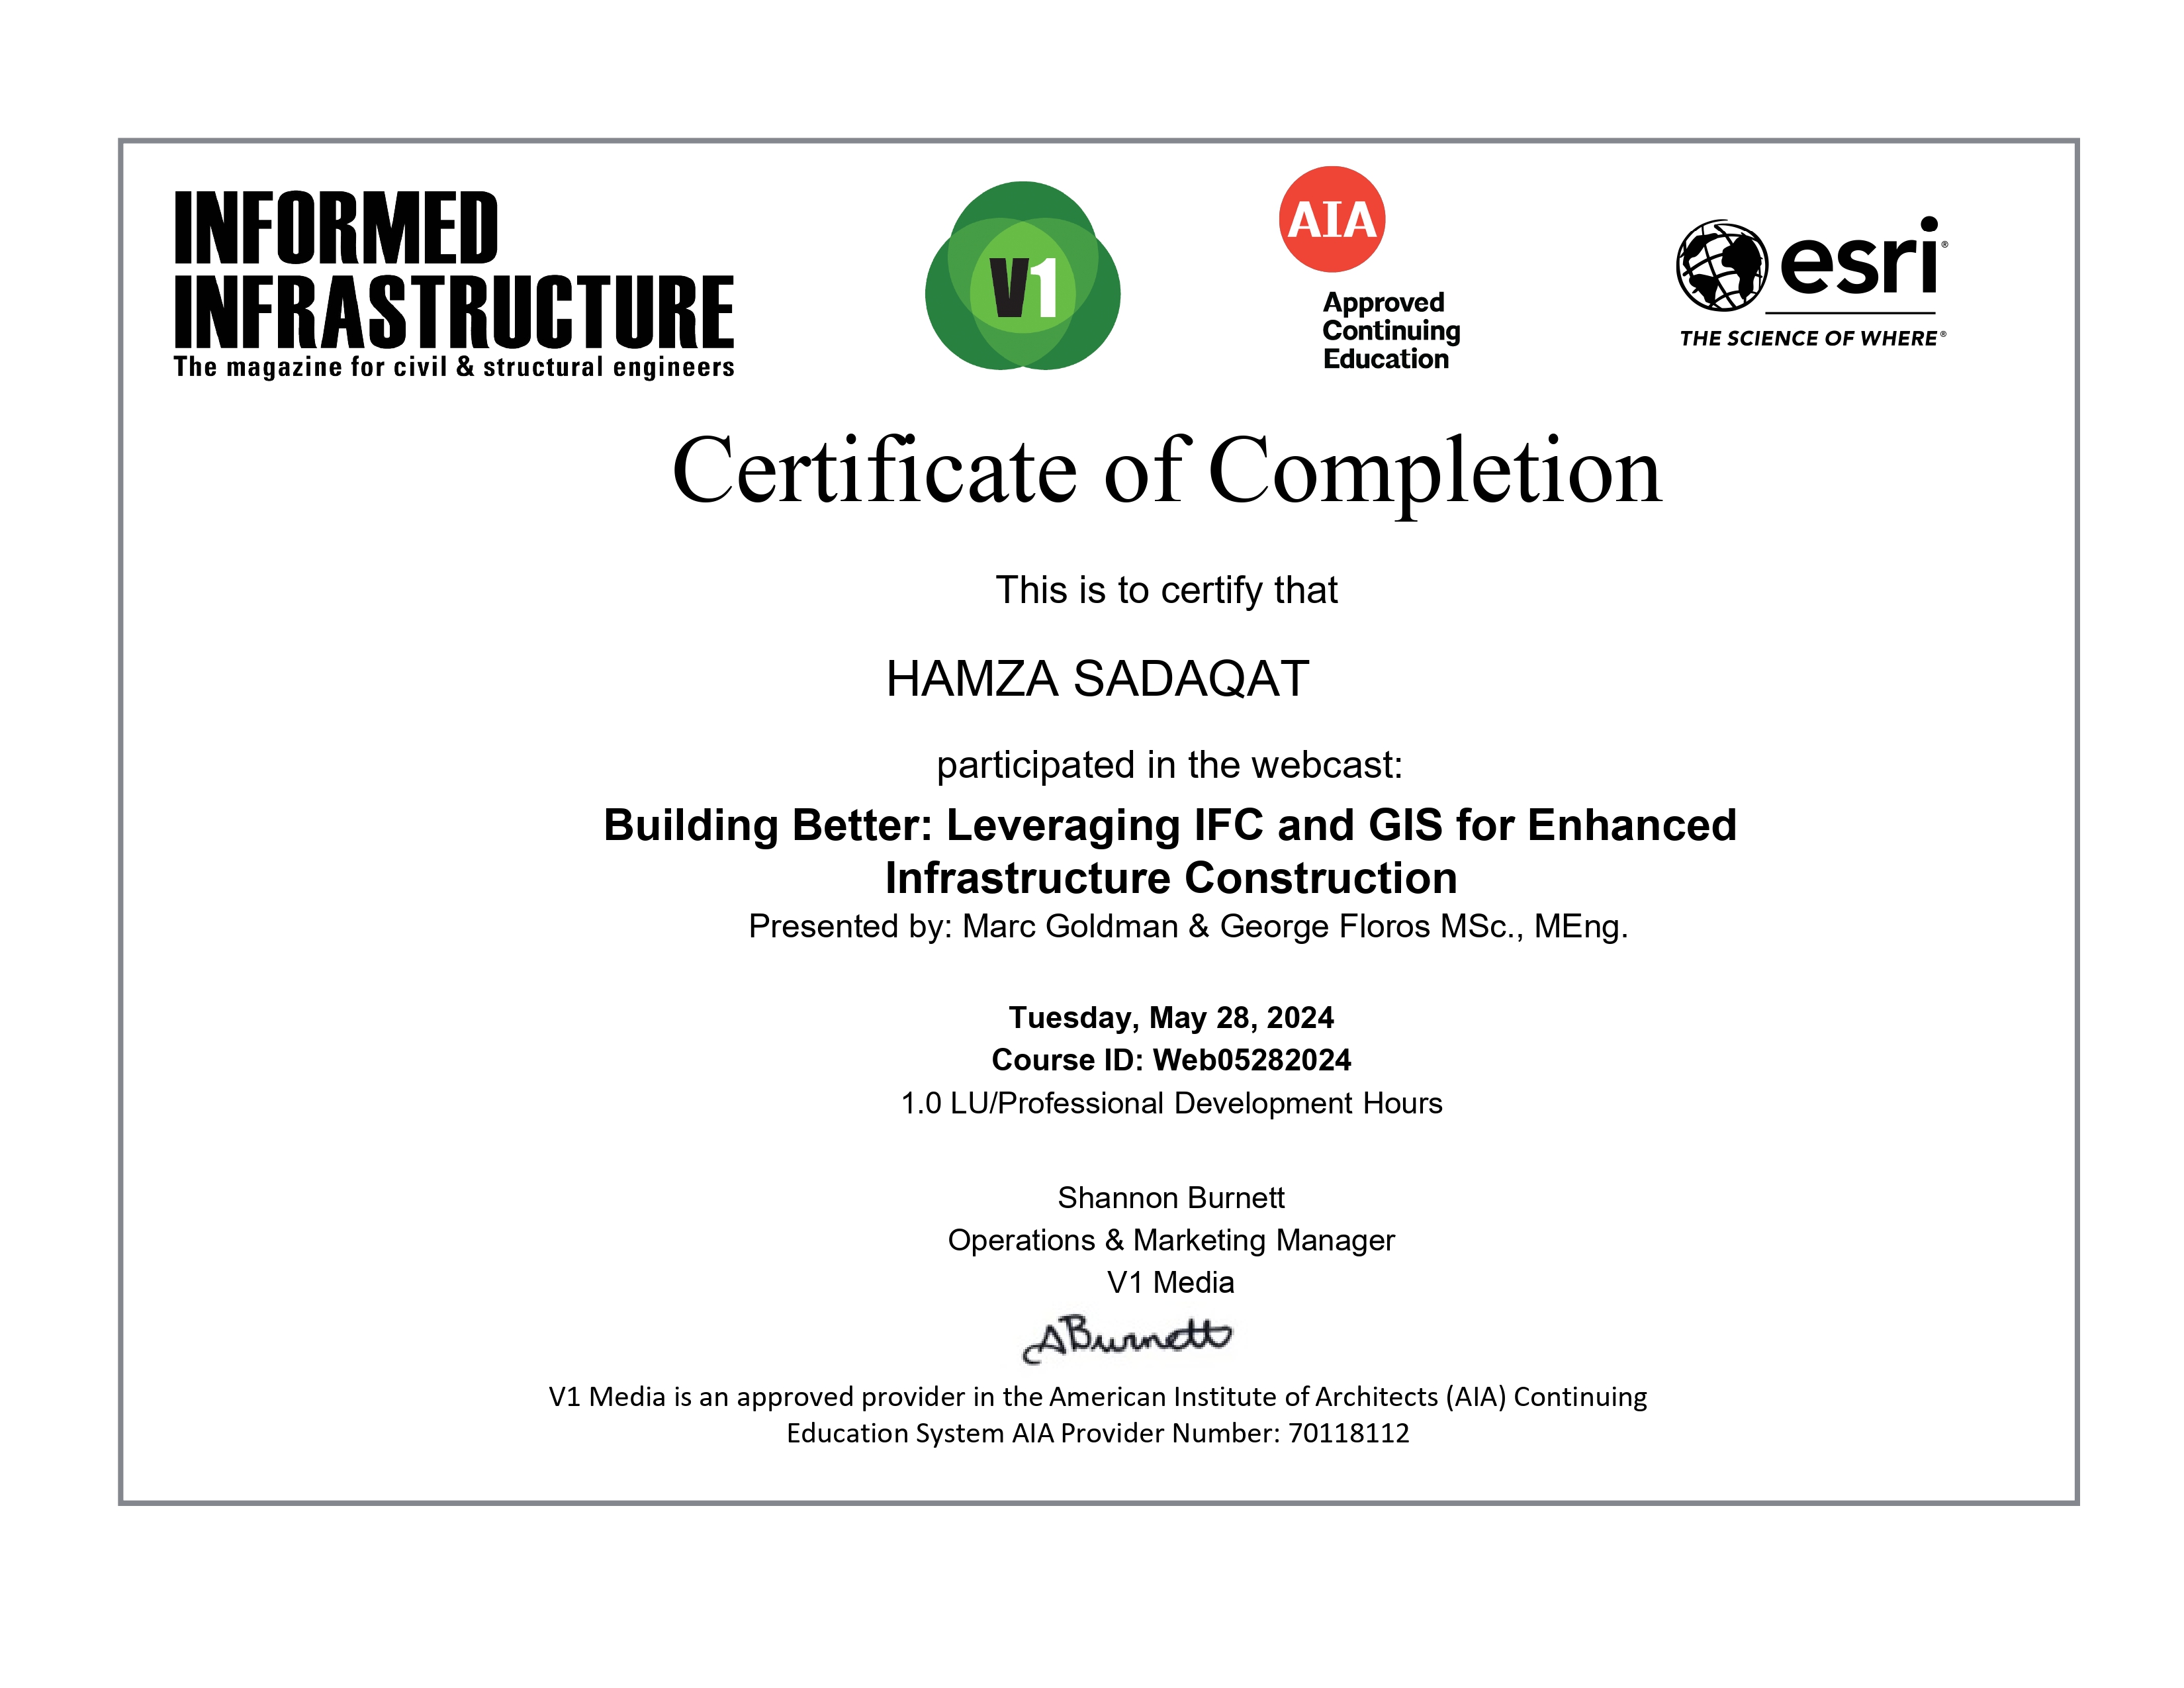 INFORMED
INFRASTRUCTURE
The magazine for civil & structural engineers
V1
AIA
Approved
Continuing
Education
esri®
THE SCIENCE OF WHERE®
Certificate of Completion
This is to certify that
HAMZA SADAQAT
participated in the webcast:
Building Better: Leveraging IFC and GIS for Enhanced
Infrastructure Construction
Presented by: Marc Goldman & George Floros MSc., MEng.
Tuesday, May 28, 2024
Course ID: Web05282024
1.0 LU/Professional Development Hours
Shannon Burnett
Operations & Marketing Manager
V1 Media
SBurnett
V1 Media is an approved provider in the American Institute of Architects (AIA) Continuing
Education System AIA Provider Number: 70118112